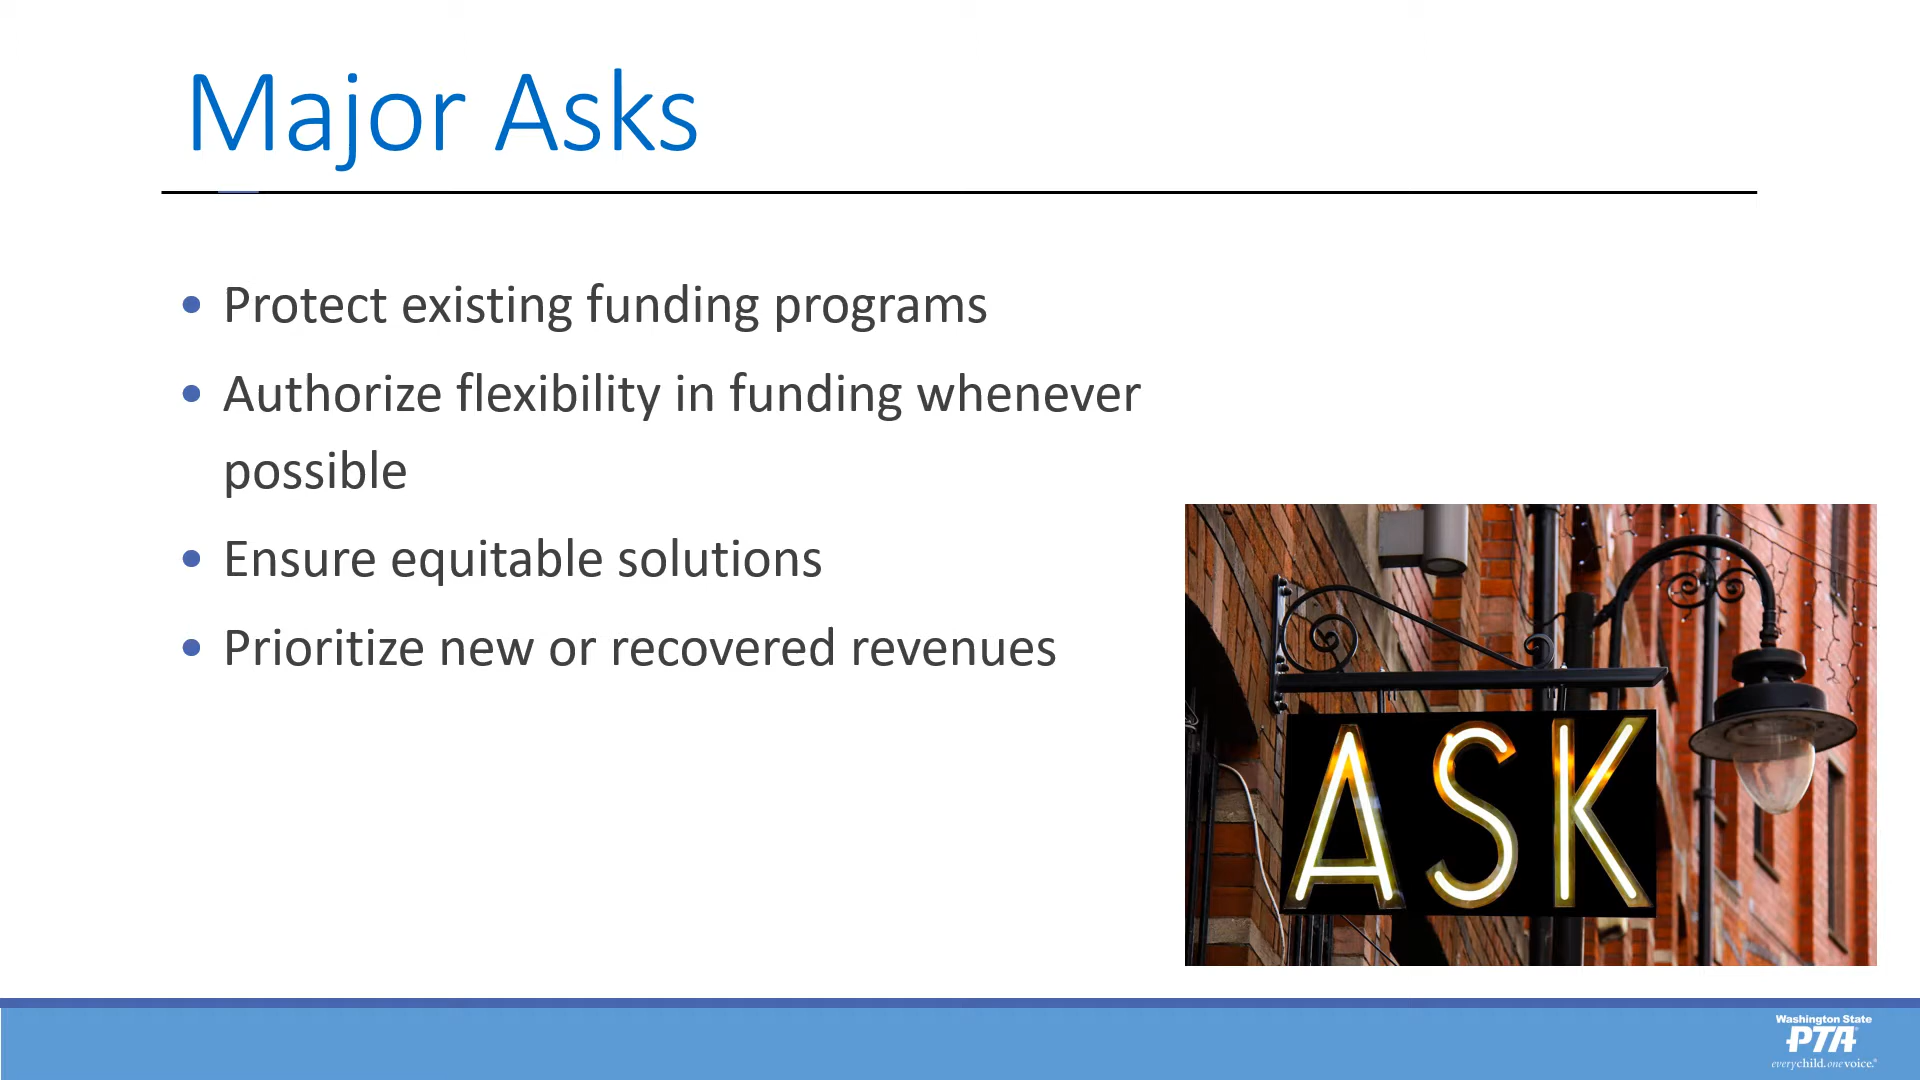 Major Asks
• Protect existing funding programs
• Authorize flexibility in funding whenever
possible
• Ensure equitable solutions
• Prioritize new or recovered revenues
ASK
Washington State
PTA
everychild.onevoice.®